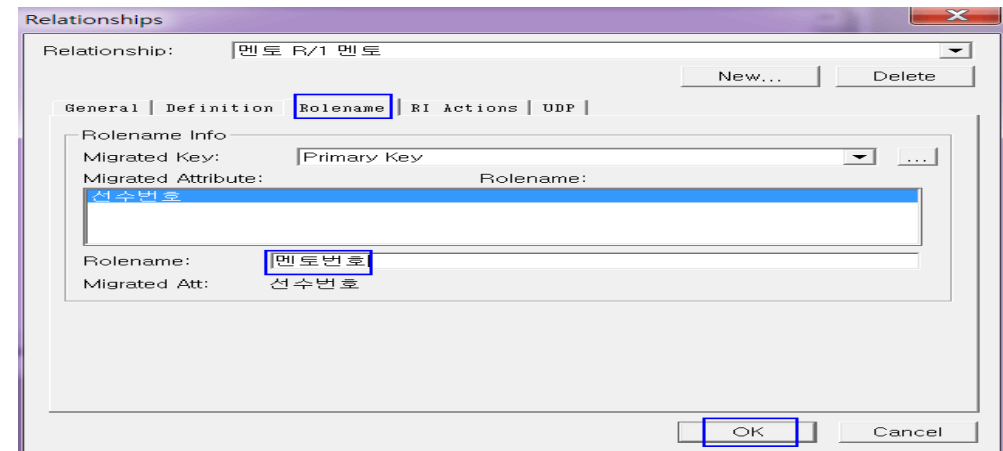 Relationships
Relationship: 멘토 R/1 멘토
New... Delete
General Definition Rolename RI Actions UDP
Rolename Info
Migrated Key: Primary Key ...
Migrated Attribute: Rolename:
선수번호
Rolename: 멘토번호
Migrated Att: 선수번호
OK Cancel